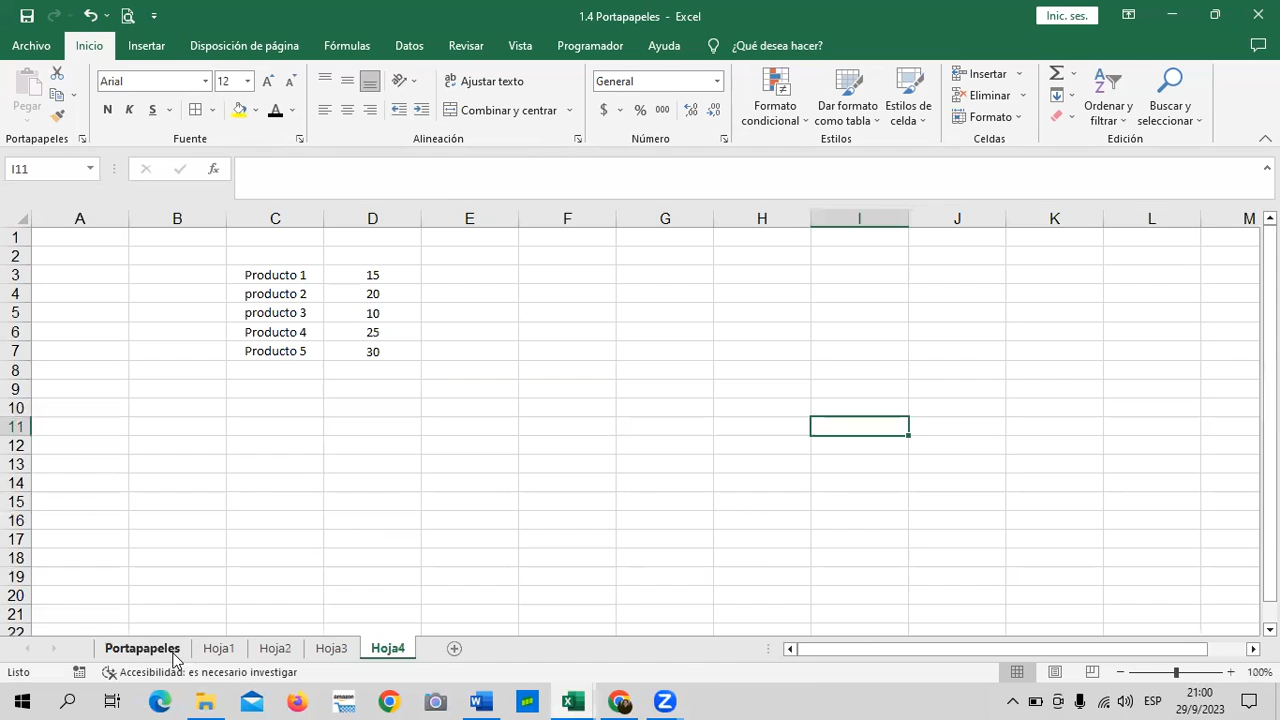 1.4 Portapapeles - Excel
Inic. ses.
Archivo Inicio Insertar Disposición de página Fórmulas Datos Revisar Vista Programador Ayuda ¿Qué desea hacer?
Pegar
Arial 12
Ajustar texto
General
N K S
Combinar y centrar
$ % 000
Formato condicional
Dar formato como tabla
Estilos de celda
Insertar
Eliminar
Formato
Ordenar y filtrar
Buscar y seleccionar
Portapapeles Fuente Alineación Número Estilos Celdas Edición
I11
fx
A B C D E F G H I J K L M
1
2
3 Producto 1 15
4 producto 2 20
5 producto 3 10
6 Producto 4 25
7 Producto 5 30
8
9
10
11
12
13
14
15
16
17
18
19
20
21
22
Portapapeles Hoja1 Hoja2 Hoja3 Hoja4
Listo Accesibilidad: es necesario investigar 100%
ESP 21:00
29/9/2023